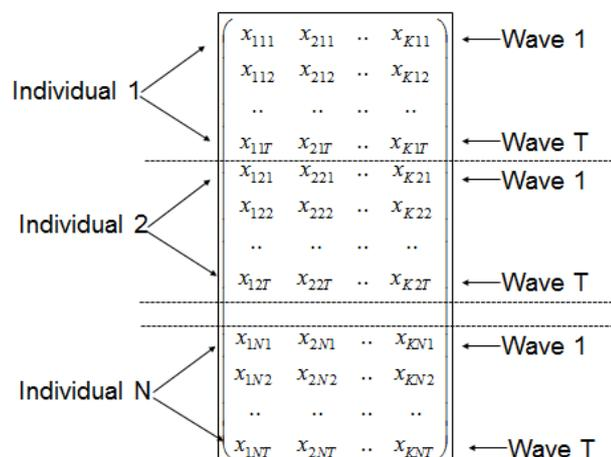 x111 x211 .. xK11 Wave 1
x112 x212 .. xK12
Individual 1
.. .. .. ..
x11T x21T .. xK1T Wave T
x121 x221 .. xK21 Wave 1
x122 x222 .. xK22
Individual 2
.. .. .. ..
x12T x22T .. xK2T Wave T
x1N1 x2N1 .. xKN1 Wave 1
x1N2 x2N2 .. xKN2
Individual N
.. .. .. ..
x1NT x2NT .. xKNT Wave T